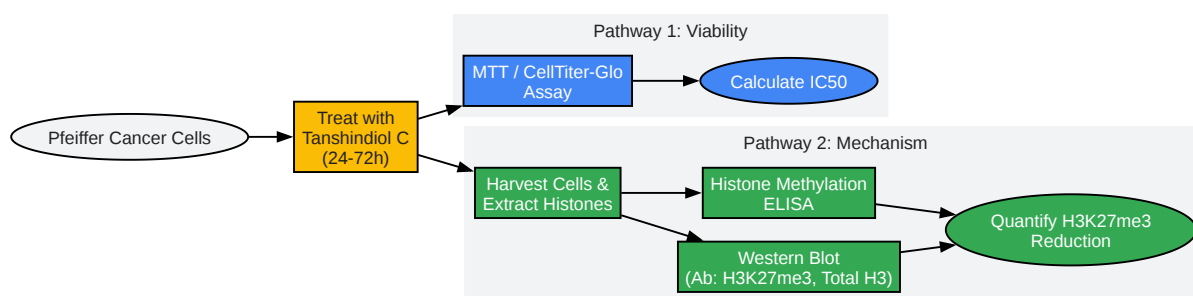 Pfeiffer Cancer Cells
Treat with
Tanshindiol C
(24-72h)
Pathway 1: Viability
MTT / CellTiter-Glo
Assay
Calculate IC50
Pathway 2: Mechanism
Harvest Cells &
Extract Histones
Histone Methylation
ELISA
Western Blot
(Ab: H3K27me3, Total H3)
Quantify H3K27me3
Reduction